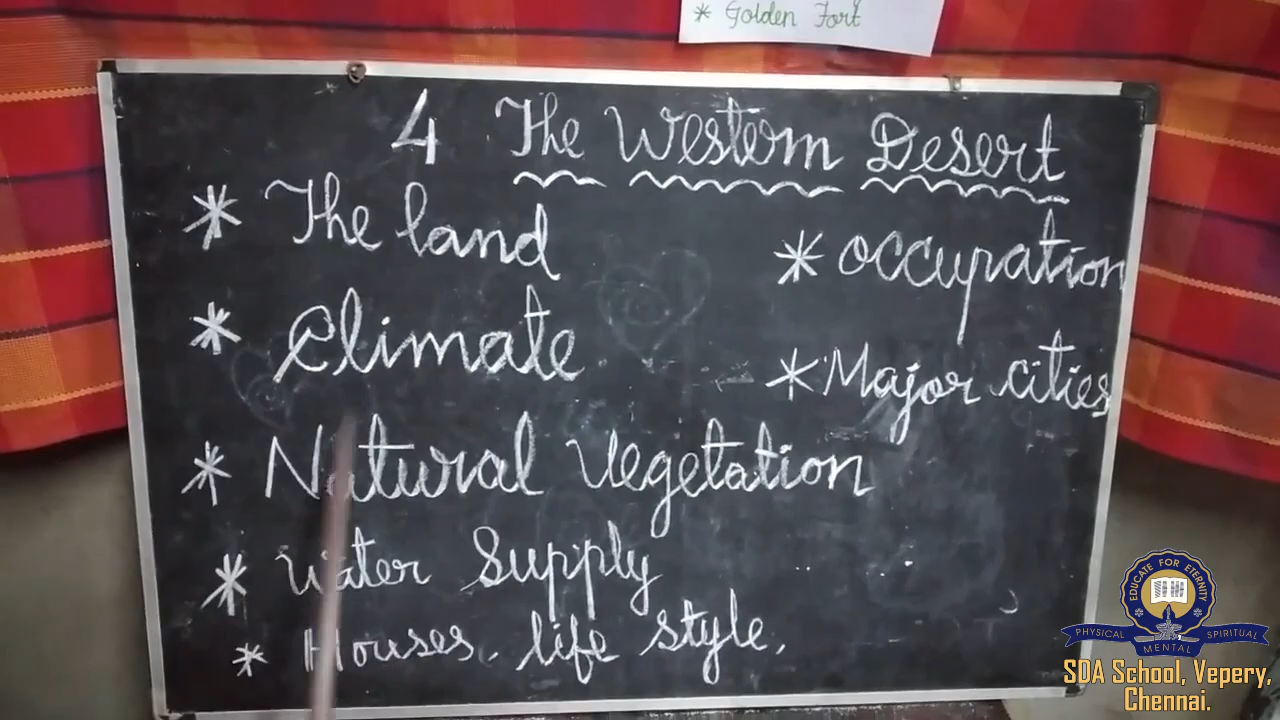 * Golden Fort
4 The Western Desert
* The land
* Climate
* Natural Vegetation
* Water Supply
* Houses, life style,
* Occupation
* Major cities
EDUCATE FOR ETERNITY
PHYSICAL MENTAL SPIRITUAL
SDA School, Vepery,
Chennai.